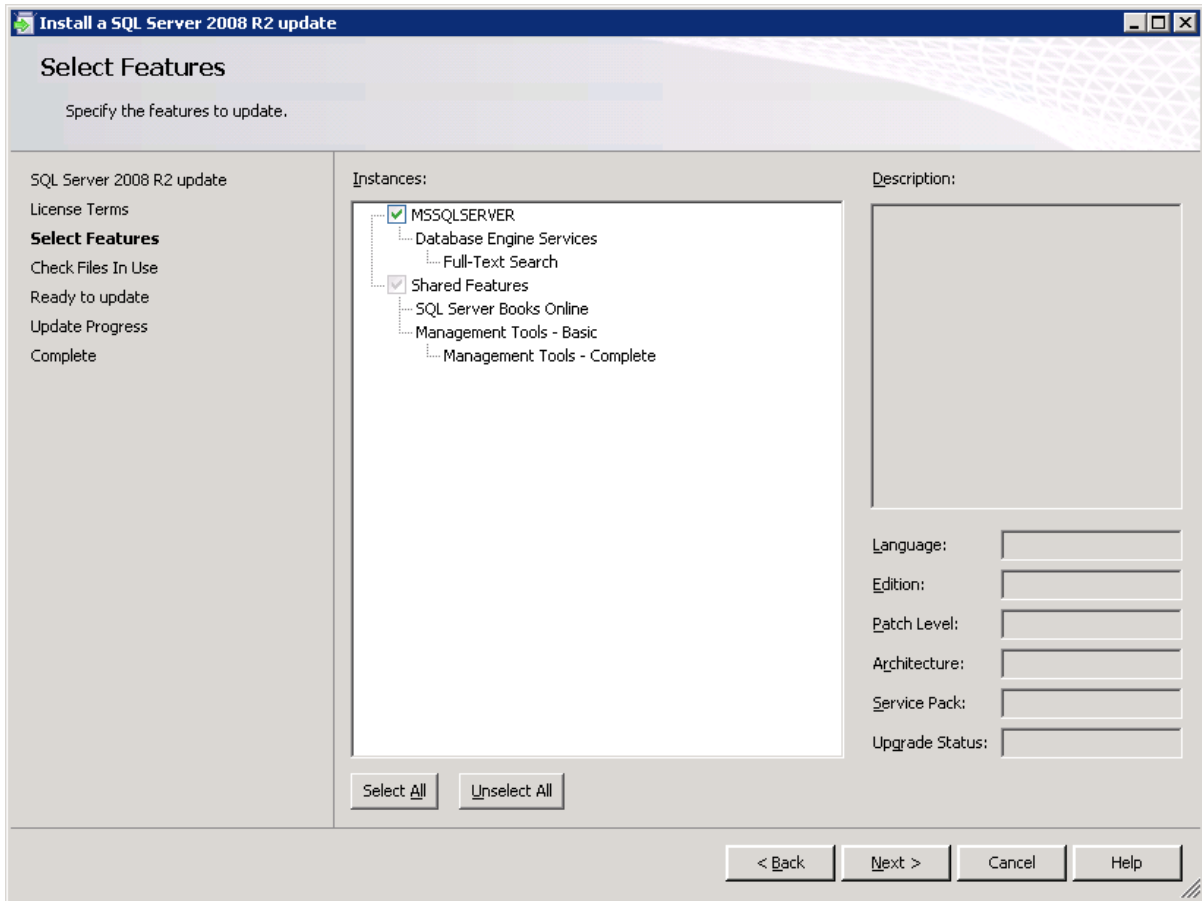 Install a SQL Server 2008 R2 update
Select Features
Specify the features to update.
SQL Server 2008 R2 update
License Terms
Select Features
Check Files In Use
Ready to update
Update Progress
Complete
Instances:
MSSQLSERVER
Database Engine Services
Full-Text Search
Shared Features
SQL Server Books Online
Management Tools - Basic
Management Tools - Complete
Select All
Unselect All
Description:
Language:
Edition:
Patch Level:
Architecture:
Service Pack:
Upgrade Status:
< Back
Next >
Cancel
Help